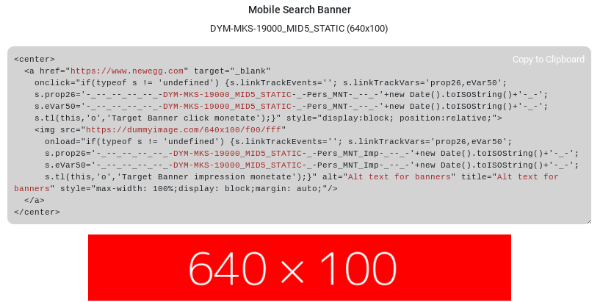 Mobile Search Banner
DYM-MKS-19000_MID5_STATIC (640x100)
Copy to Clipboard
<center>
<a href="https://www.newegg.com" target="_blank"
onclick="if(typeof s != 'undefined') {s.linkTrackEvents=''; s.linkTrackVars='prop26,eVar50';
s.prop26='-_--_--_--_--_-DYM-MKS-19000_MID5_STATIC-_-Pers_MNT-_--_-'+new Date().toISOString()+'-_-';
s.eVar50='-_--_--_--_--_-DYM-MKS-19000_MID5_STATIC-_-Pers_MNT-_--_-'+new Date().toISOString()+'-_-';
s.tl(this,'o','Target Banner click monetate');}" style="display:block; position:relative;">
<img src="https://dummyimage.com/640x100/f00/fff"
onload="if(typeof s != 'undefined') {s.linkTrackEvents=''; s.linkTrackVars='prop26,eVar50';
s.prop26='-_--_--_--_--_-DYM-MKS-19000_MID5_STATIC-_-Pers_MNT_Imp-_--_-'+new Date().toISOString()+'-_-';
s.eVar50='-_--_--_--_--_-DYM-MKS-19000_MID5_STATIC-_-Pers_MNT_Imp-_--_-'+new Date().toISOString()+'-_-';
s.tl(this,'o','Target Banner impression monetate');}" alt="Alt text for banners" title="Alt text for
banners" style="max-width: 100%;display: block;margin: auto;"/>
</a>
</center>
640 × 100